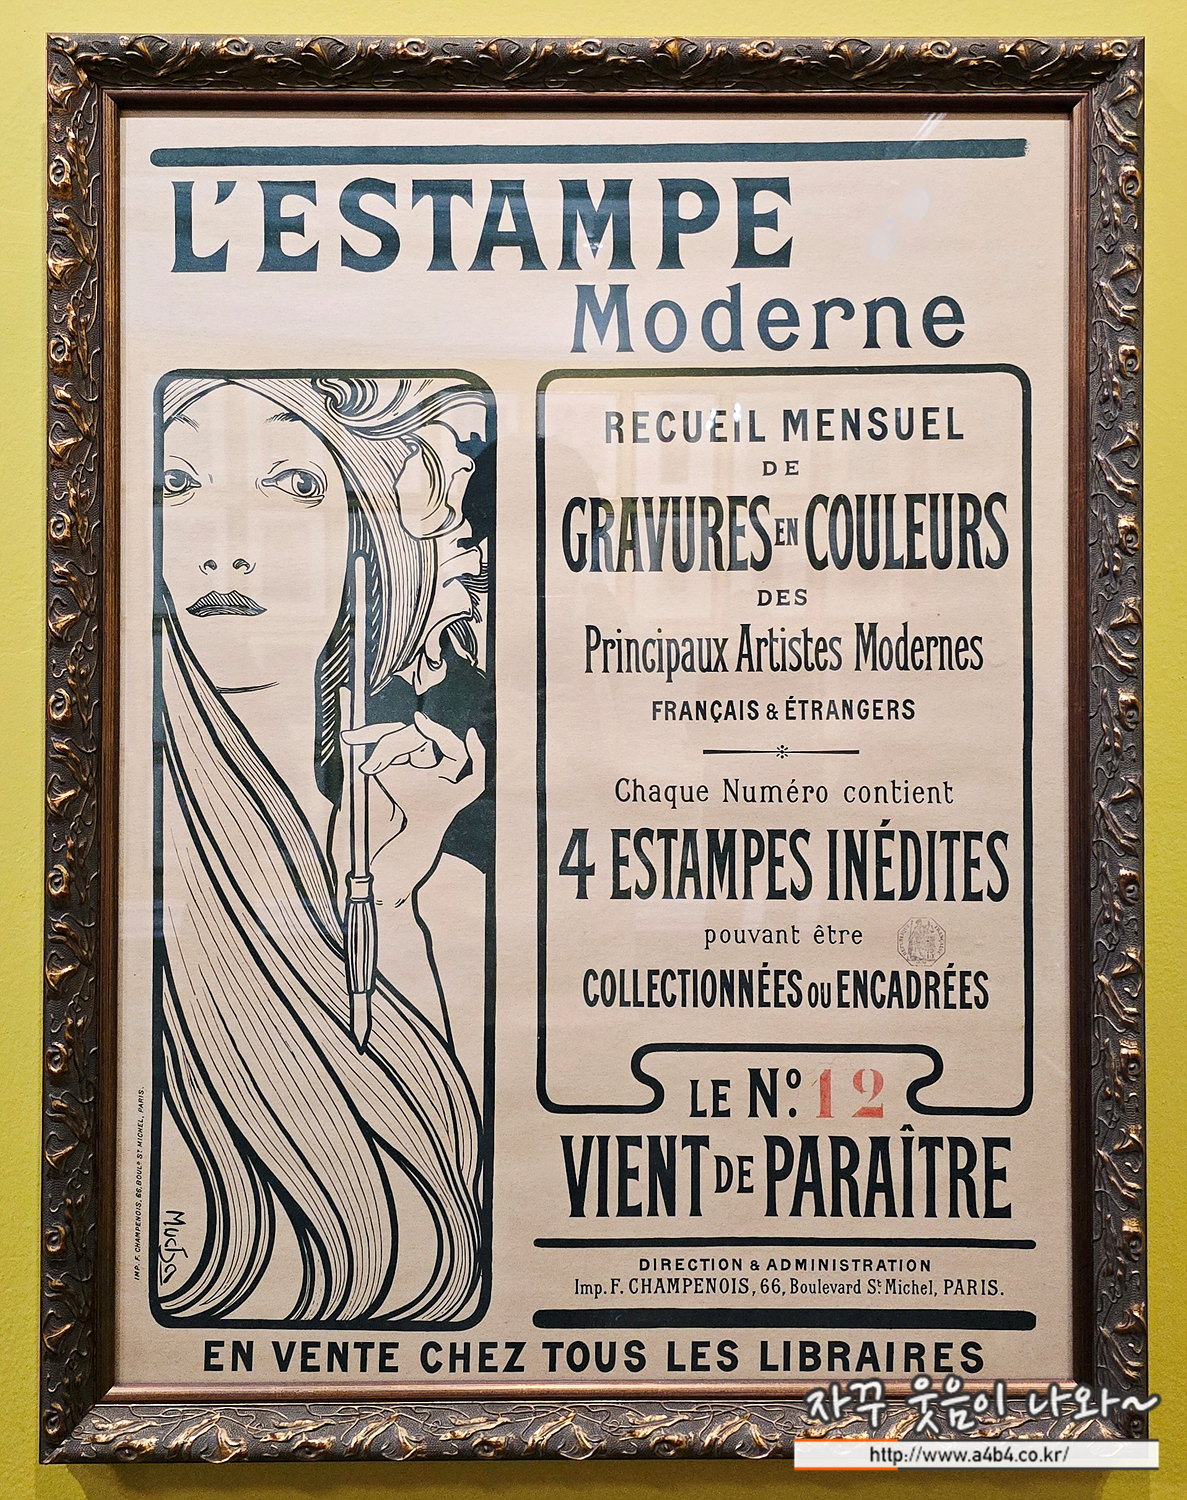 L'ESTAMPE
Moderne
RECUEIL MENSUEL
DE
GRAVURES EN COULEURS
DES
Principaux Artistes Modernes
FRANÇAIS & ÉTRANGERS
Chaque Numéro contient
4 ESTAMPES INÉDITES
pouvant être
COLLECTIONNÉES OU ENCADRÉES
LE Nº. 12
VIENT DE PARAÎTRE
DIRECTION & ADMINISTRATION
Imp. F. CHAMPENOIS, 66, Boulevard St Michel, PARIS.
EN VENTE CHEZ TOUS LES LIBRAIRES
IMP. F. CHAMPENOIS, 66, BOULD ST MICHEL, PARIS.
Mucha
자꾸 웃음이 나와~
http://www.a4b4.co.kr/